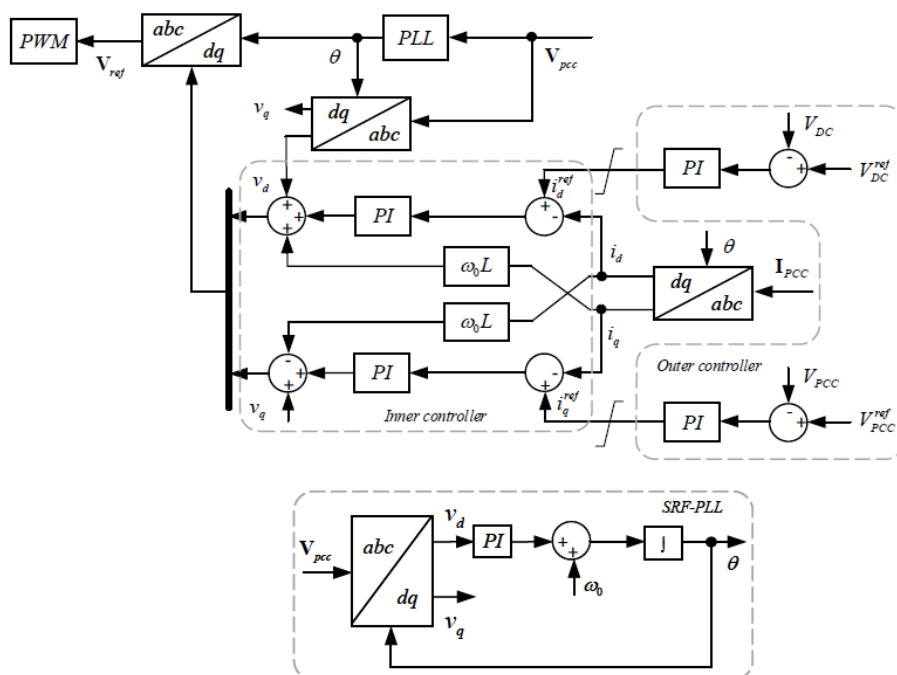 PWM
V_ref
abc
dq
PLL
θ
V_pcc
v_q
dq
abc
V_DC
PI
-
+
V_DC^ref
v_d
+
+
+
PI
i_d^ref
+
-
ω₀L
i_d
θ
dq
abc
I_PCC
ω₀L
i_q
-
+
+
PI
-
+
Outer controller
V_PCC
v_q
Inner controller
i_q^ref
PI
-
+
V_PCC^ref
SRF-PLL
V_pcc
abc
dq
v_d
PI
+
+
∫
θ
ω₀
v_q